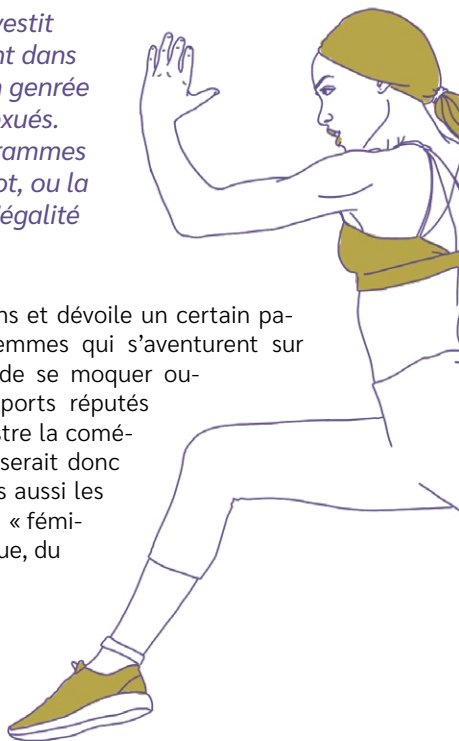 vestit
nt dans
n genrée
xués.
rammes
ot, ou la
'égalité
ns et dévoile un certain pa-
emmes qui s'aventurent sur
de se moquer ou-
ports réputés
stre la comé-
serait donc
s aussi les
« fémi-
ue, du